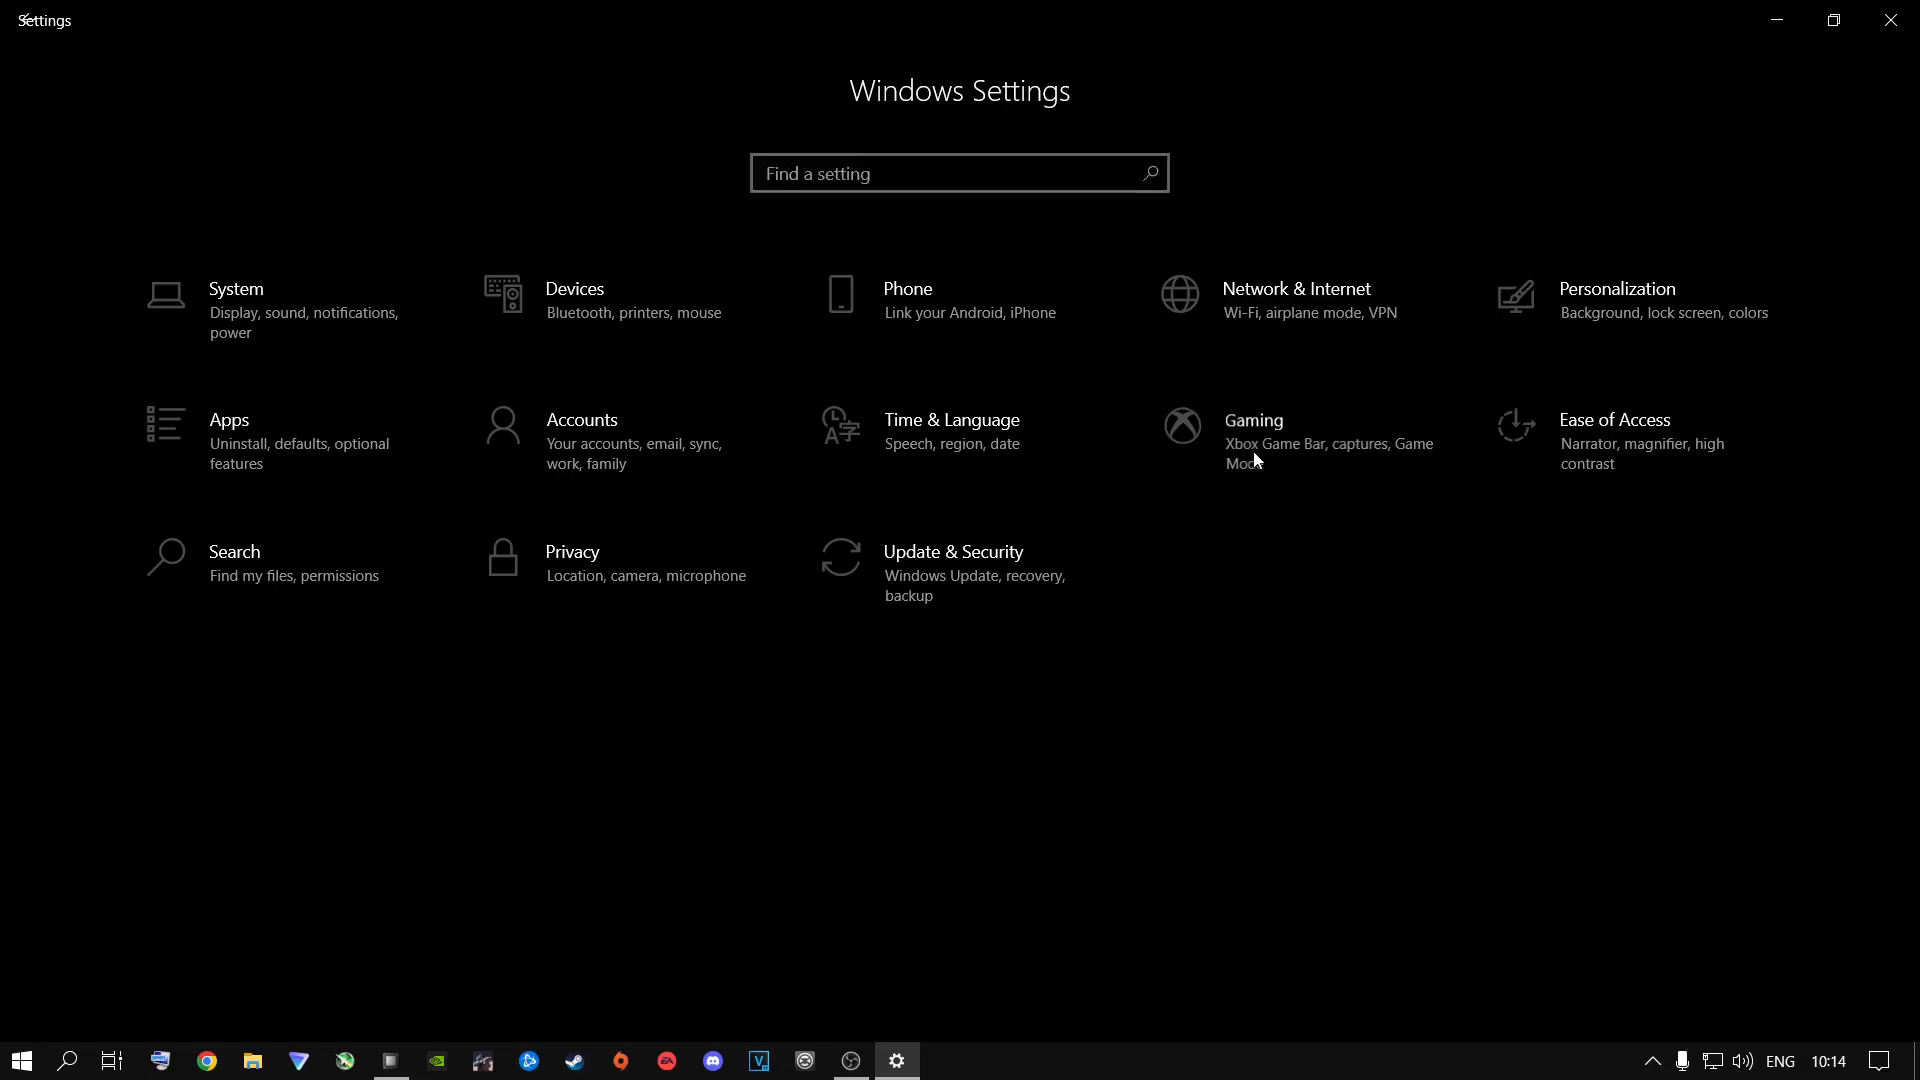 Settings
Windows Settings
Find a setting
System
Display, sound, notifications,
power
Devices
Bluetooth, printers, mouse
Phone
Link your Android, iPhone
Network & Internet
Wi-Fi, airplane mode, VPN
Personalization
Background, lock screen, colors
Apps
Uninstall, defaults, optional
features
Accounts
Your accounts, email, sync,
work, family
Time & Language
Speech, region, date
Gaming
Xbox Game Bar, captures, Game
Mode
Ease of Access
Narrator, magnifier, high
contrast
Search
Find my files, permissions
Privacy
Location, camera, microphone
Update & Security
Windows Update, recovery,
backup
EA
V
ENG
10:14